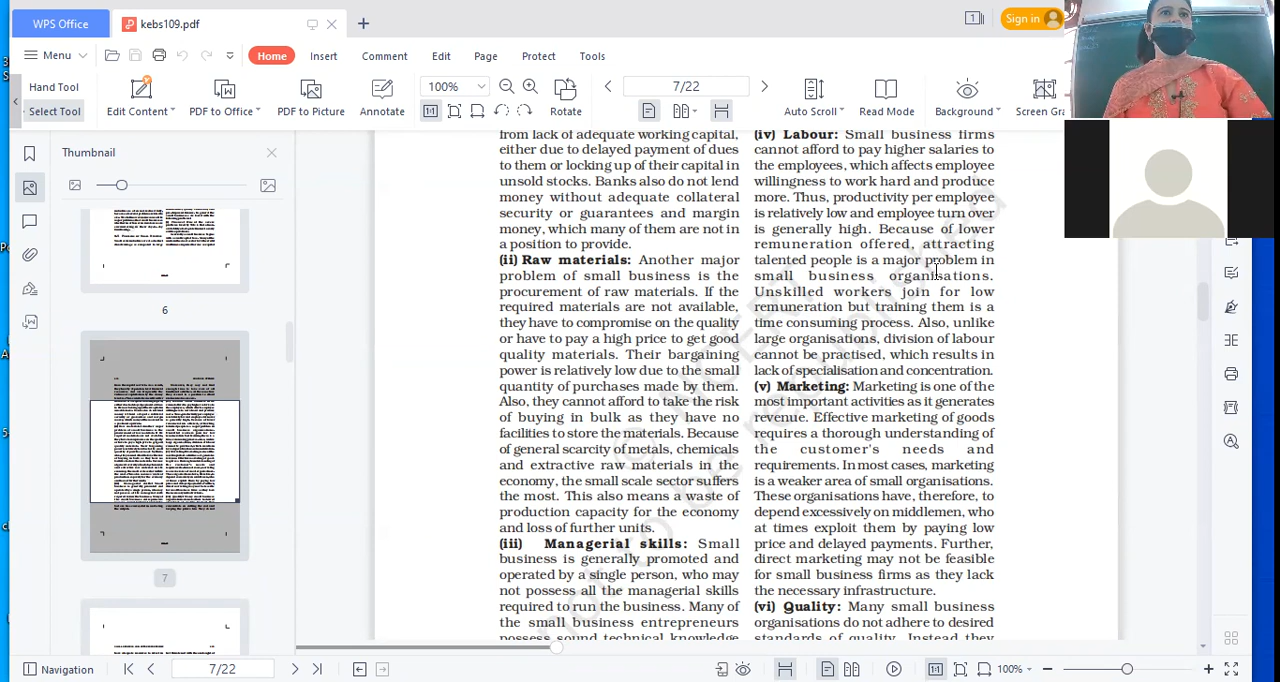 WPS Office
kebs109.pdf
Sign in
Menu
Home
Insert
Comment
Edit
Page
Protect
Tools
Hand Tool
Select Tool
Edit Content
PDF to Office
PDF to Picture
Annotate
100%
Rotate
7/22
Auto Scroll
Read Mode
Background
Screen Gra
Thumbnail
6
7
from lack of adequate working capital,
either due to delayed payment of dues
to them or locking up of their capital in
unsold stocks. Banks also do not lend
money without adequate collateral
security or guarantees and margin
money, which many of them are not in
a position to provide.
(ii) Raw materials: Another major
problem of small business is the
procurement of raw materials. If the
required materials are not available,
they have to compromise on the quality
or have to pay a high price to get good
quality materials. Their bargaining
power is relatively low due to the small
quantity of purchases made by them.
Also, they cannot afford to take the risk
of buying in bulk as they have no
facilities to store the materials. Because
of general scarcity of metals, chemicals
and extractive raw materials in the
economy, the small scale sector suffers
the most. This also means a waste of
production capacity for the economy
and loss of further units.
(iii) Managerial skills: Small
business is generally promoted and
operated by a single person, who may
not possess all the managerial skills
required to run the business. Many of
the small business entrepreneurs
possess sound technical knowledge
(iv) Labour: Small business firms
cannot afford to pay higher salaries to
the employees, which affects employee
willingness to work hard and produce
more. Thus, productivity per employee
is relatively low and employee turn over
is generally high. Because of lower
remuneration offered, attracting
talented people is a major problem in
small business organisations.
Unskilled workers join for low
remuneration but training them is a
time consuming process. Also, unlike
large organisations, division of labour
cannot be practised, which results in
lack of specialisation and concentration.
(v) Marketing: Marketing is one of the
most important activities as it generates
revenue. Effective marketing of goods
requires a thorough understanding of
the customer's needs and
requirements. In most cases, marketing
is a weaker area of small organisations.
These organisations have, therefore, to
depend excessively on middlemen, who
at times exploit them by paying low
price and delayed payments. Further,
direct marketing may not be feasible
for small business firms as they lack
the necessary infrastructure.
(vi) Quality: Many small business
organisations do not adhere to desired
standards of quality. Instead they
Navigation
7/22
100%